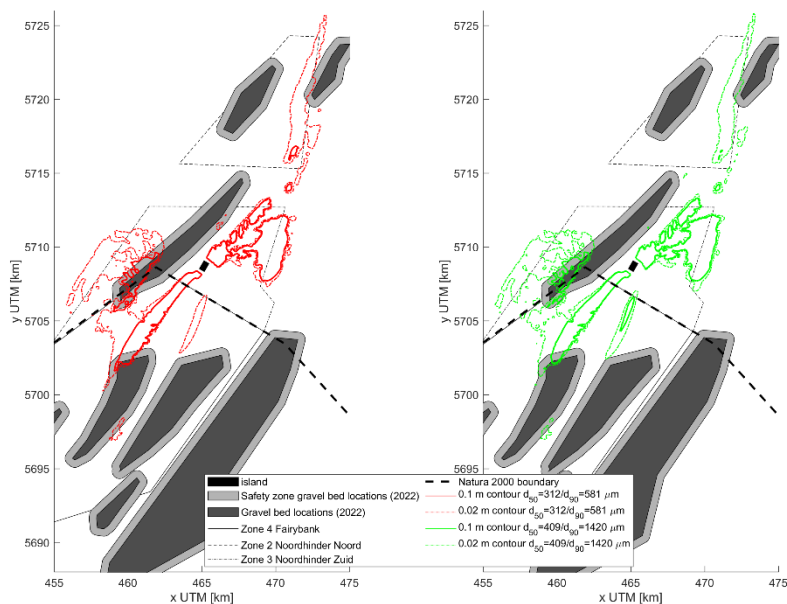 5725
5720
5715
5710
5705
5700
5695
5690
y UTM [km]
455
460
465
470
475
x UTM [km]
5725
5720
5715
5710
5705
5700
5695
5690
y UTM [km]
455
460
465
470
475
x UTM [km]
island
Safety zone gravel bed locations (2022)
Gravel bed locations (2022)
Zone 4 Fairybank
Zone 2 Noordhinder Noord
Zone 3 Noordhinder Zuid
Natura 2000 boundary
0.1 m contour d50=312/d90=581 μm
0.02 m contour d50=312/d90=581 μm
0.1 m contour d50=409/d90=1420 μm
0.02 m contour d50=409/d90=1420 μm